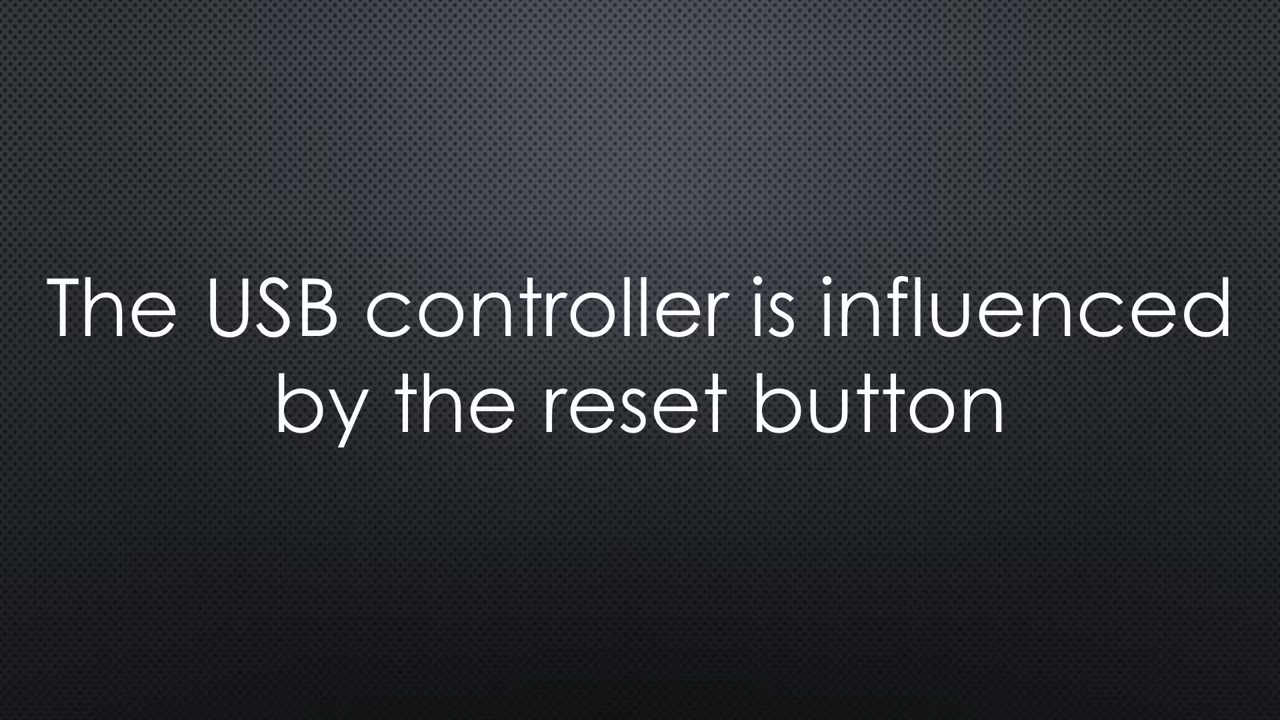 The USB controller is influenced
by the reset button